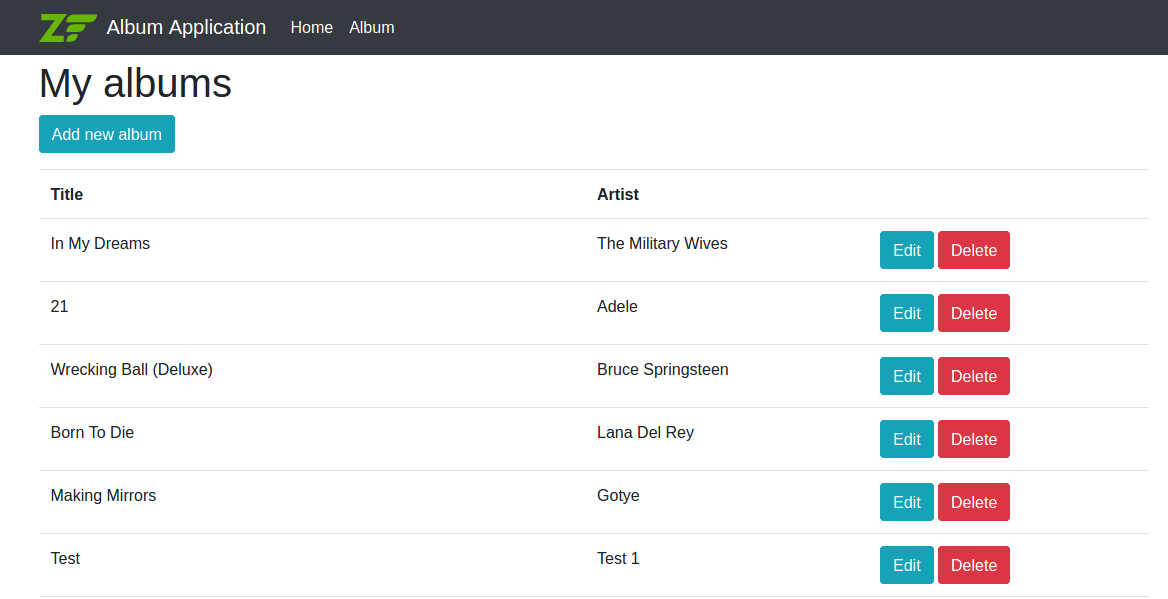 ZF Album Application Home Album
My albums
Add new album
Title Artist
In My Dreams The Military Wives Edit Delete
21 Adele Edit Delete
Wrecking Ball (Deluxe) Bruce Springsteen Edit Delete
Born To Die Lana Del Rey Edit Delete
Making Mirrors Gotye Edit Delete
Test Test 1 Edit Delete